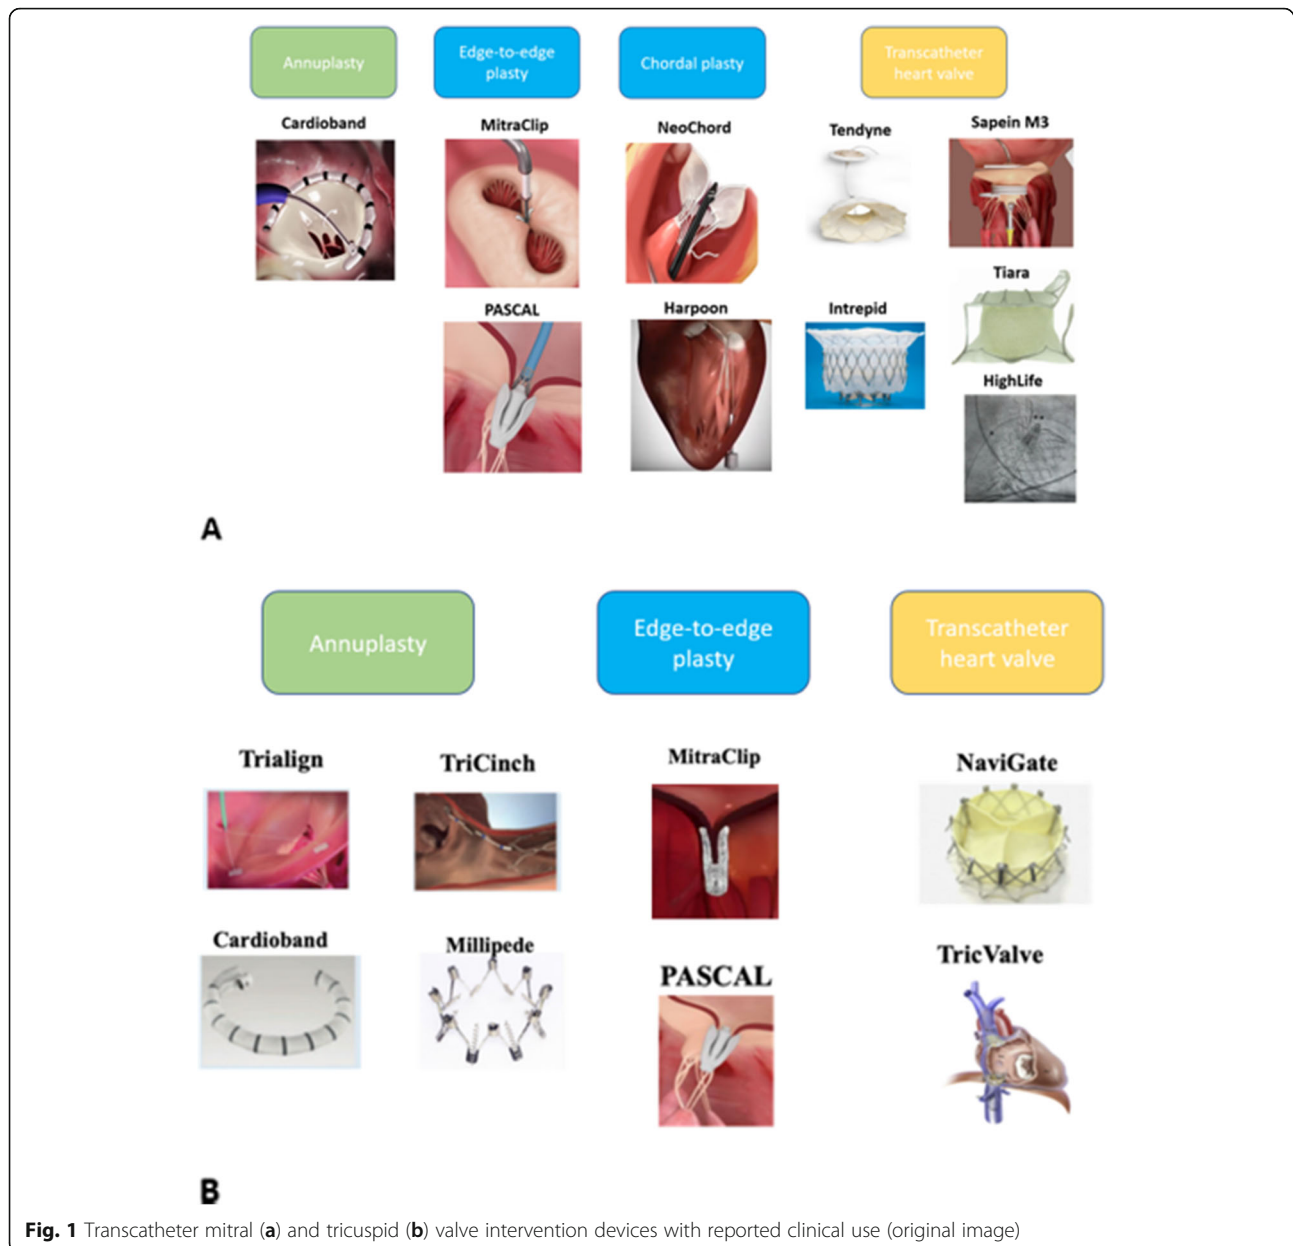 Annuplasty
Edge-to-edge
plasty
Chordal plasty
Transcatheter
heart valve
Cardioband
MitraClip
NeoChord
Tendyne
Sapein M3
PASCAL
Harpoon
Intrepid
Tiara
HighLife
A
Annuplasty
Edge-to-edge
plasty
Transcatheter
heart valve
Trialign
TriCinch
MitraClip
NaviGate
Cardioband
Millipede
PASCAL
TricValve
B
Fig. 1 Transcatheter mitral (a) and tricuspid (b) valve intervention devices with reported clinical use (original image)